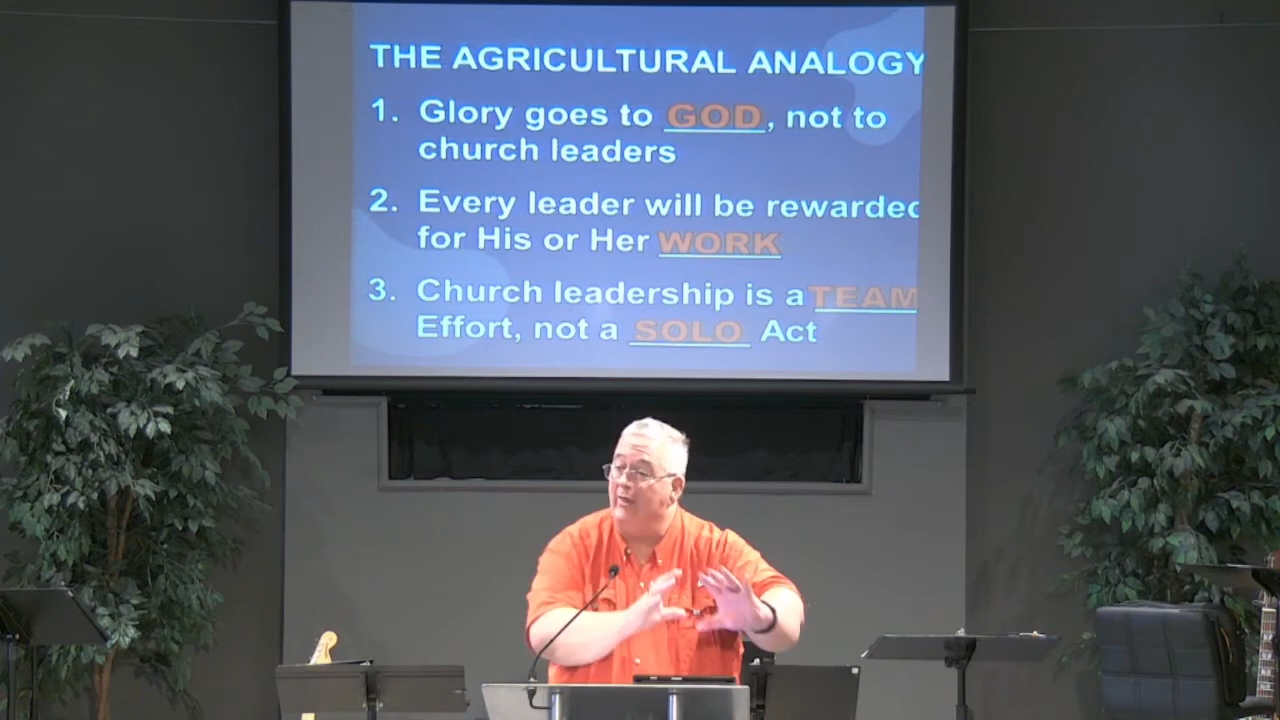 THE AGRICULTURAL ANALOGY
1. Glory goes to GOD, not to
church leaders
2. Every leader will be rewarded
for His or Her WORK
3. Church leadership is a TEAM
Effort, not a SOLO Act